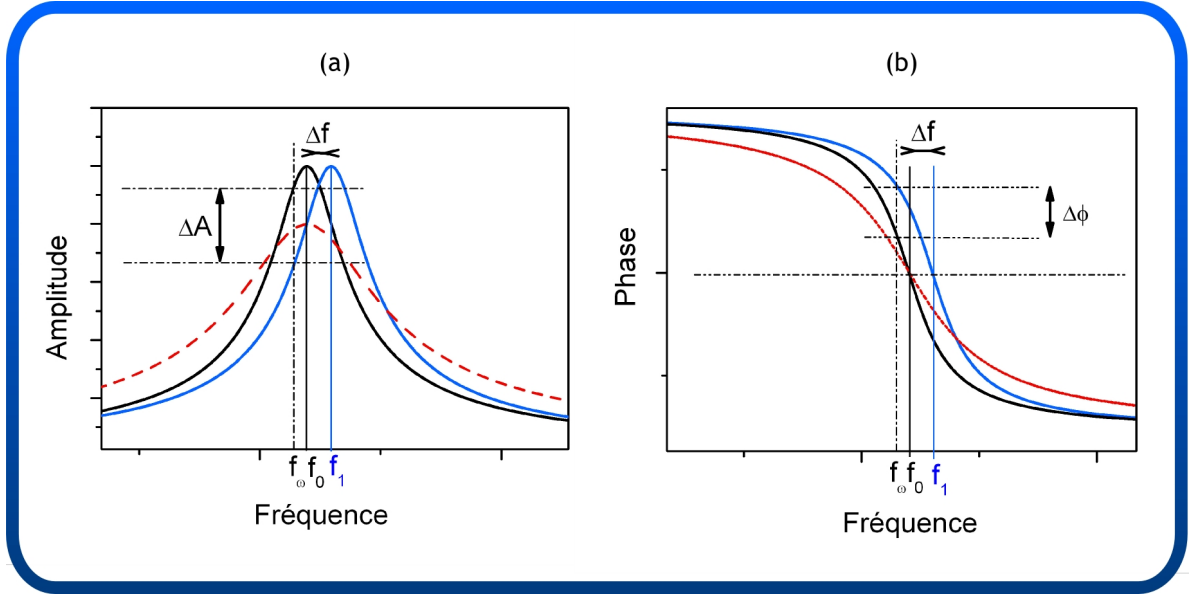 (a)
Δf
ΔA
Amplitude
fω f0 f1
Fréquence
(b)
Δf
Δϕ
Phase
fω f0 f1
Fréquence